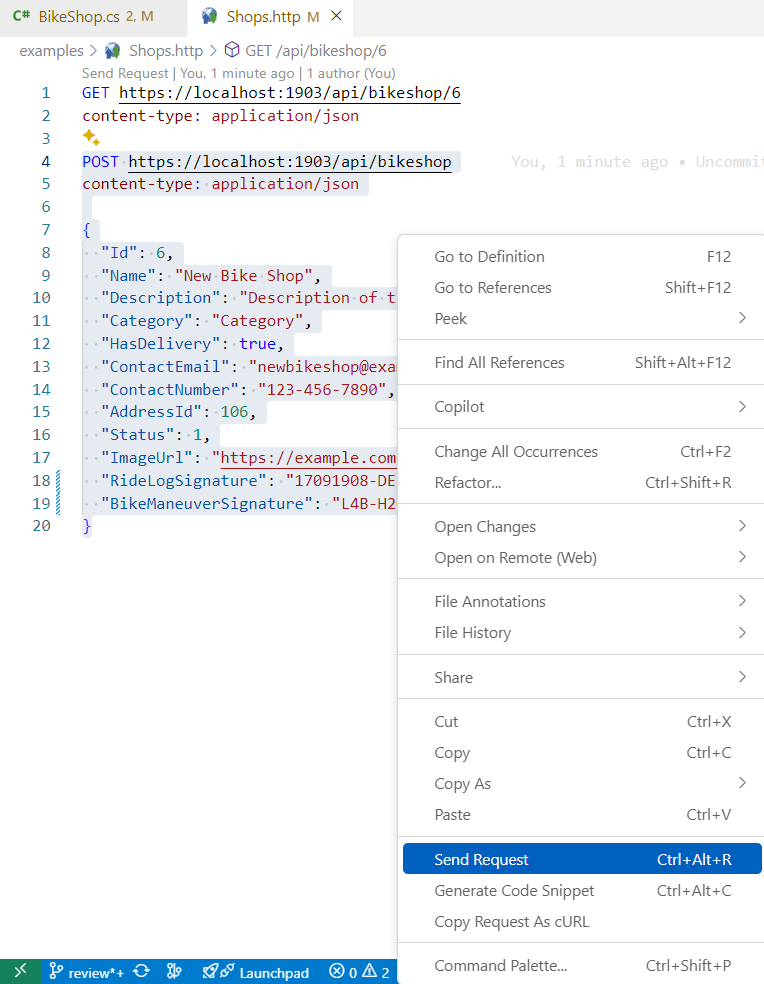 C# BikeShop.cs 2, M Shops.http M
examples > Shops.http > GET /api/bikeshop/6
Send Request | You, 1 minute ago | 1 author (You)
1 GET https://localhost:1903/api/bikeshop/6
2 content-type: application/json
3
4 POST https://localhost:1903/api/bikeshop You, 1 minute ago • Uncommit
5 content-type: application/json
6
7 {
8 "Id": 6,
9 "Name": "New Bike Shop",
10 "Description": "Description of t
11 "Category": "Category",
12 "HasDelivery": true,
13 "ContactEmail": "newbikeshop@exa
14 "ContactNumber": "123-456-7890",
15 "AddressId": 106,
16 "Status": 1,
17 "ImageUrl": "https://example.com
18 "RideLogSignature": "17091908-DE
19 "BikeManeuverSignature": "L4B-H2
20 }
Go to Definition F12
Go to References Shift+F12
Peek
Find All References Shift+Alt+F12
Copilot
Change All Occurrences Ctrl+F2
Refactor... Ctrl+Shift+R
Open Changes
Open on Remote (Web)
File Annotations
File History
Share
Cut Ctrl+X
Copy Ctrl+C
Copy As
Paste Ctrl+V
Send Request Ctrl+Alt+R
Generate Code Snippet Ctrl+Alt+C
Copy Request As cURL
Command Palette... Ctrl+Shift+P
review*+ Launchpad 0 2